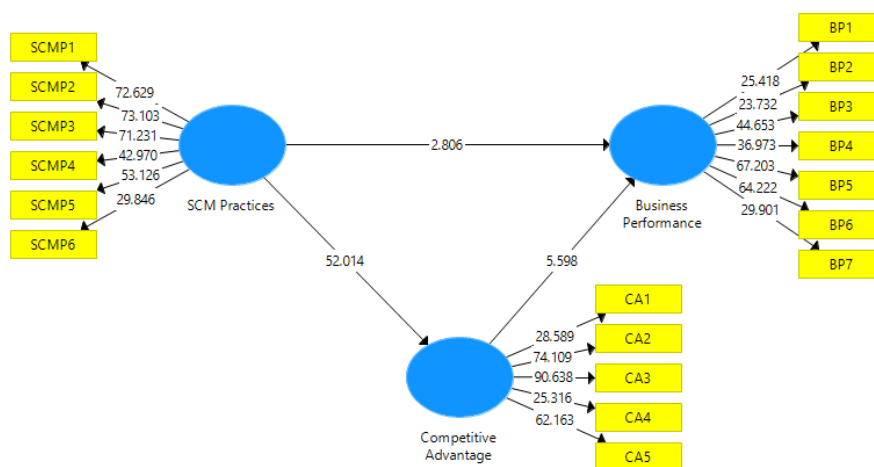 SCMP1
SCMP2
SCMP3
SCMP4
SCMP5
SCMP6
72.629
73.103
71.231
42.970
53.126
29.846
SCM Practices
2.806
52.014
5.598
Business
Performance
25.418
23.732
44.653
36.973
67.203
64.222
29.901
BP1
BP2
BP3
BP4
BP5
BP6
BP7
Competitive
Advantage
28.589
74.109
90.638
25.316
62.163
CA1
CA2
CA3
CA4
CA5